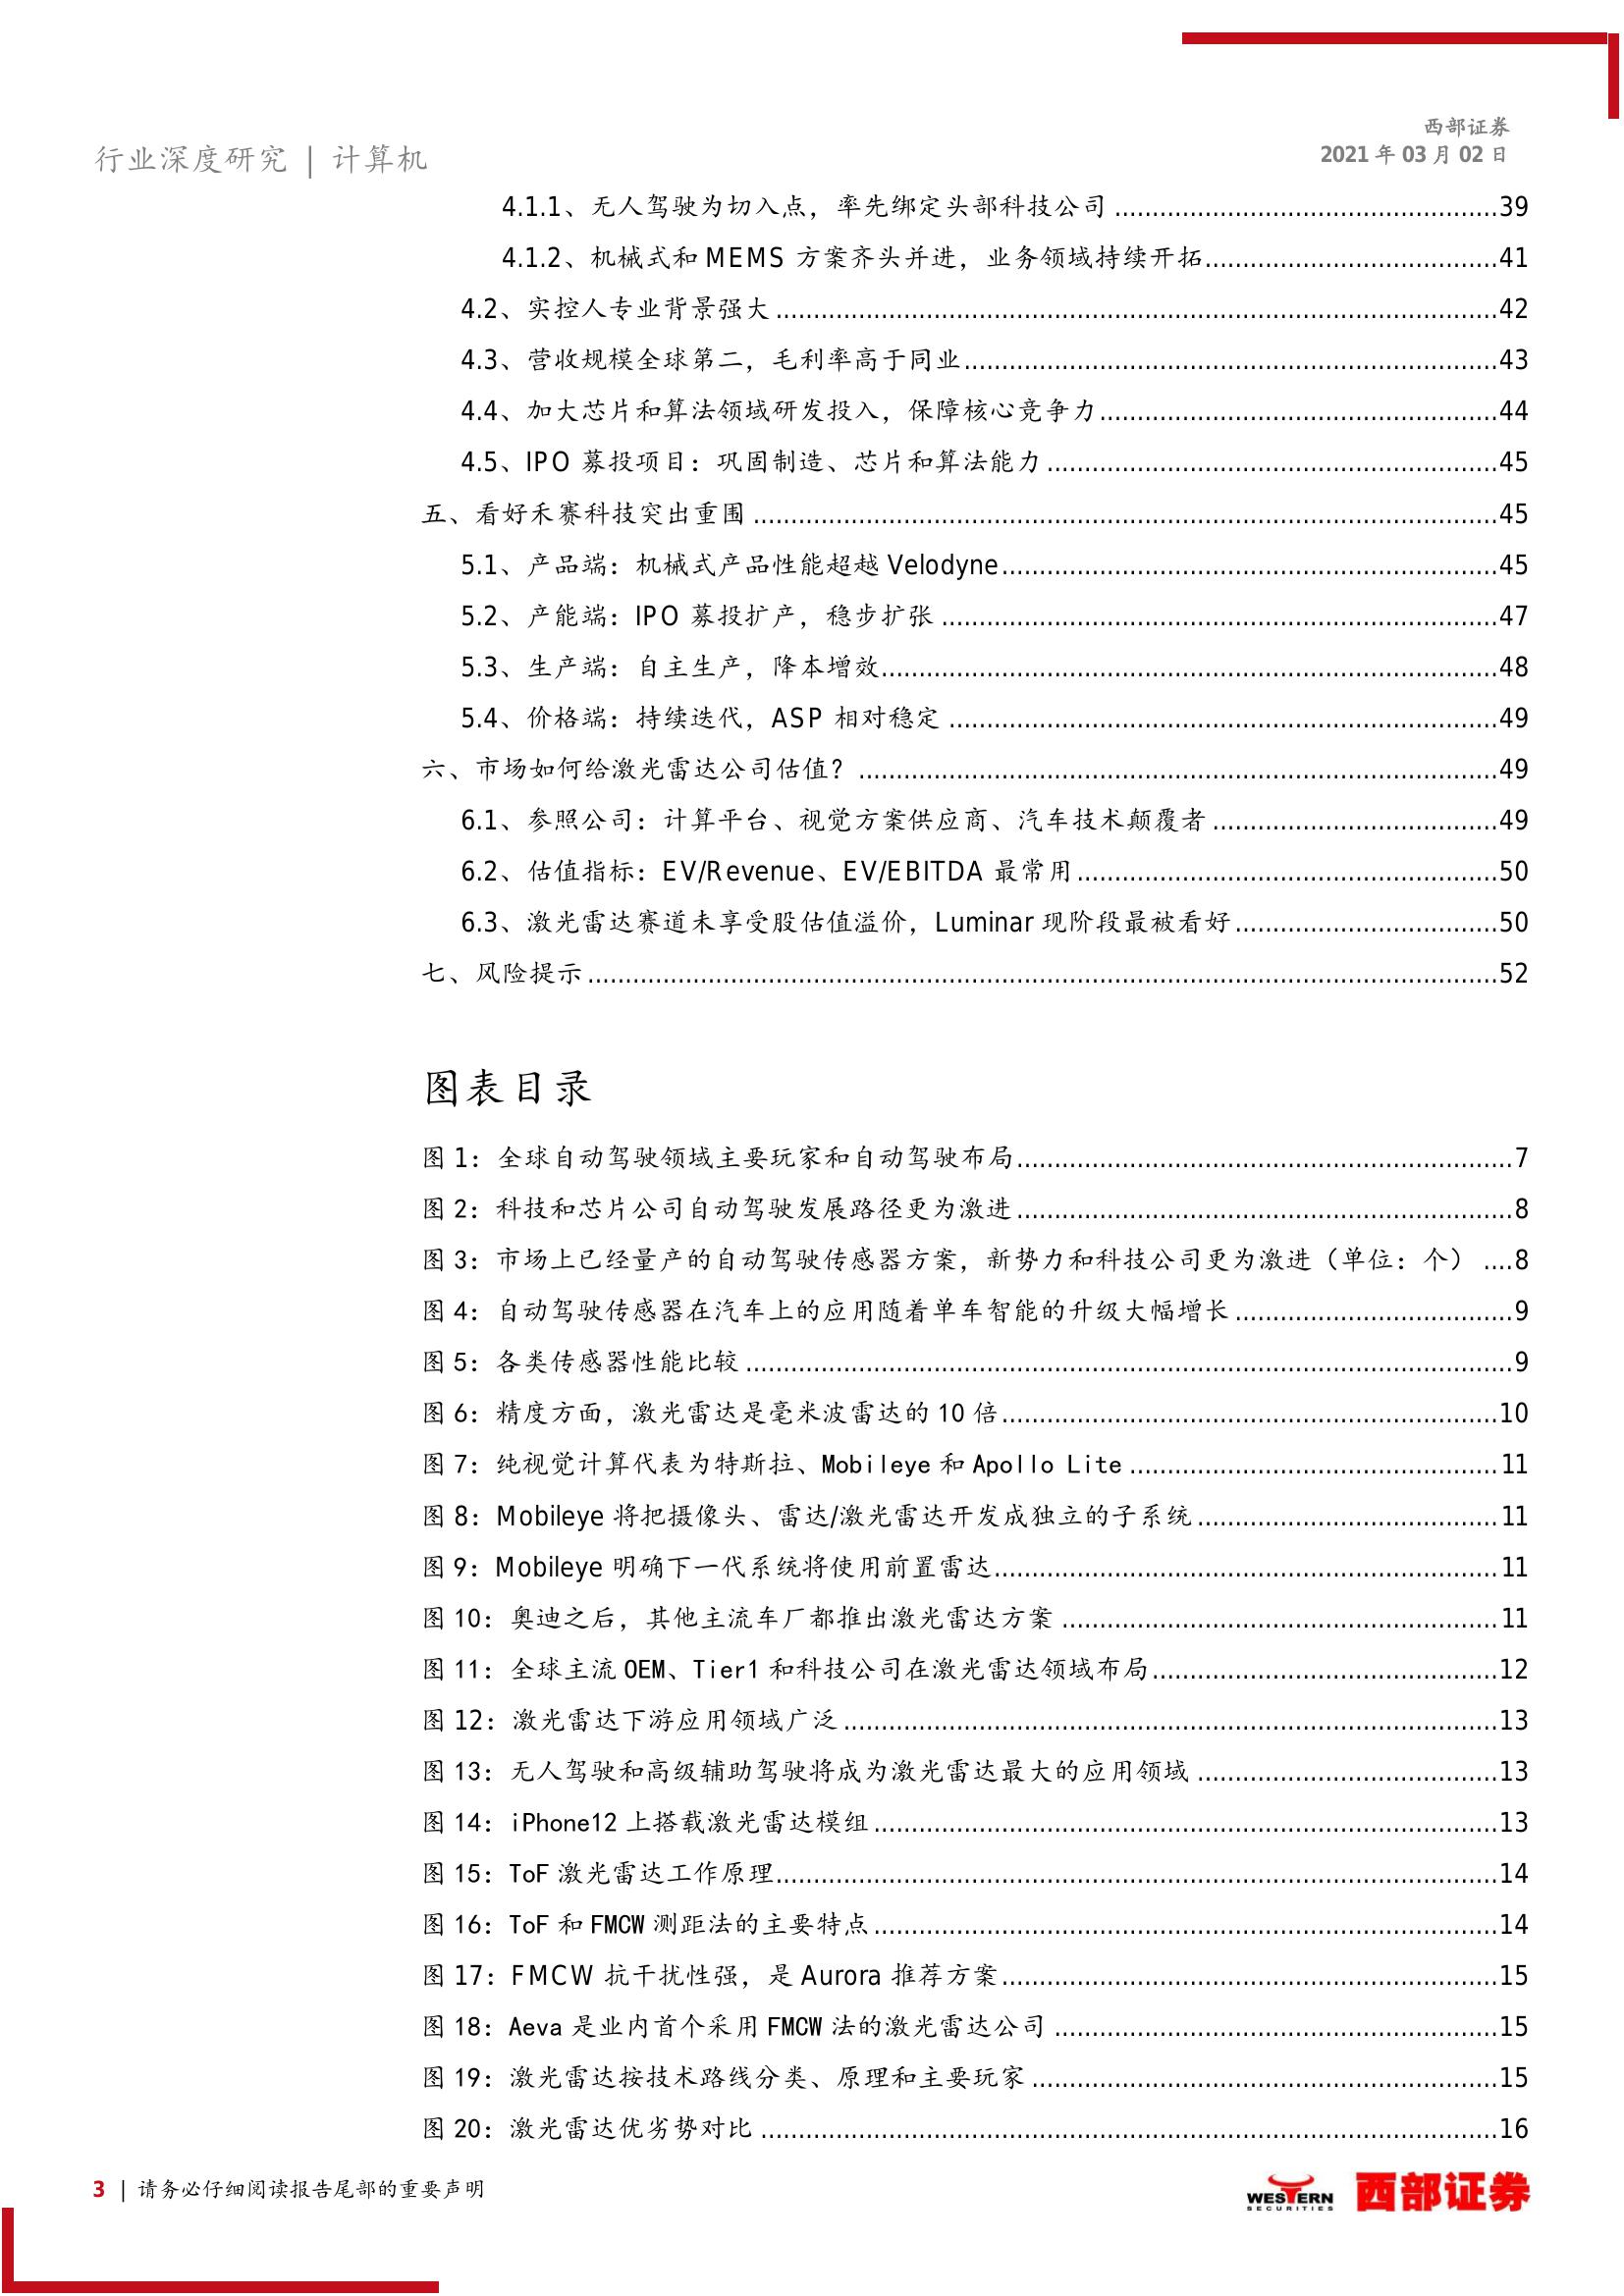 西部证券
行业深度研究 | 计算机
2021 年 03 月 02 日
4.1.1、无人驾驶为切入点，率先绑定头部科技公司 ....................39
4.1.2、机械式和 MEMS 方案齐头并进，业务领域持续开拓....................41
4.2、实控人专业背景强大 ....................42
4.3、营收规模全球第二，毛利率高于同业....................43
4.4、加大芯片和算法领域研发投入，保障核心竞争力....................44
4.5、IPO 募投项目：巩固制造、芯片和算法能力 ....................45
五、看好禾赛科技突出重围 ....................45
5.1、产品端：机械式产品性能超越 Velodyne....................45
5.2、产能端：IPO 募投扩产，稳步扩张 ....................47
5.3、生产端：自主生产，降本增效....................48
5.4、价格端：持续迭代，ASP 相对稳定 ....................49
六、市场如何给激光雷达公司估值？ ....................49
6.1、参照公司：计算平台、视觉方案供应商、汽车技术颠覆者 ....................49
6.2、估值指标：EV/Revenue、EV/EBITDA 最常用....................50
6.3、激光雷达赛道未享受股估值溢价，Luminar 现阶段最被看好....................50
七、风险提示 ....................52
图表目录
图 1：全球自动驾驶领域主要玩家和自动驾驶布局....................7
图 2：科技和芯片公司自动驾驶发展路径更为激进....................8
图 3：市场上已经量产的自动驾驶传感器方案，新势力和科技公司更为激进（单位：个） ....8
图 4：自动驾驶传感器在汽车上的应用随着单车智能的升级大幅增长 ....................9
图 5：各类传感器性能比较 ....................9
图 6：精度方面，激光雷达是毫米波雷达的 10 倍....................10
图 7：纯视觉计算代表为特斯拉、Mobileye 和 Apollo Lite ....................11
图 8：Mobileye 将把摄像头、雷达/激光雷达开发成独立的子系统....................11
图 9：Mobileye 明确下一代系统将使用前置雷达....................11
图 10：奥迪之后，其他主流车厂都推出激光雷达方案 ....................11
图 11：全球主流 OEM、Tier1 和科技公司在激光雷达领域布局....................12
图 12：激光雷达下游应用领域广泛 ....................13
图 13：无人驾驶和高级辅助驾驶将成为激光雷达最大的应用领域 ....................13
图 14：iPhone12 上搭载激光雷达模组 ....................13
图 15：ToF 激光雷达工作原理....................14
图 16：ToF 和 FMCW 测距法的主要特点 ....................14
图 17：FMCW 抗干扰性强，是 Aurora 推荐方案....................15
图 18：Aeva 是业内首个采用 FMCW 法的激光雷达公司 ....................15
图 19：激光雷达按技术路线分类、原理和主要玩家 ....................15
图 20：激光雷达优劣势对比 ....................16
3 | 请务必仔细阅读报告尾部的重要声明
WESTERN
SECURITIES
西部证券